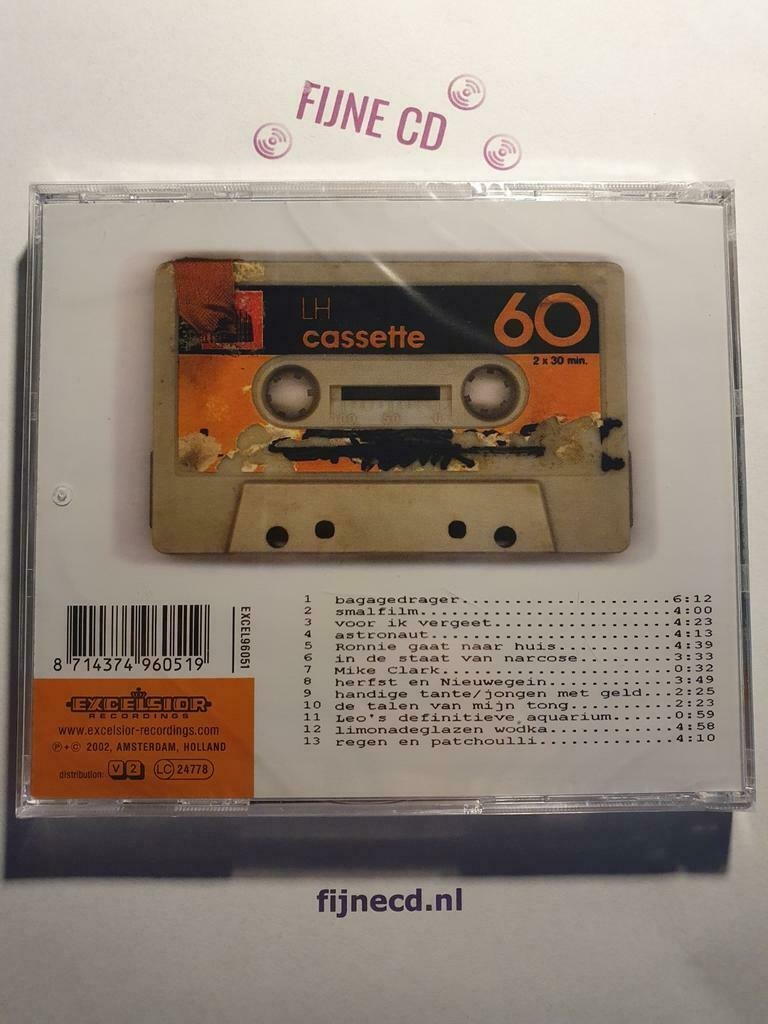 FIJNE CD
LH
cassette
60
2 x 30 min.
100 50 0
1 bagagedrager......................6:12
2 smalfilm..........................4:00
3 voor ik vergeet...................4:23
4 astronaut.........................4:13
5 Ronnie gaat naar huis.............4:39
6 in de staat van narcose...........3:33
7 Mike Clark........................0:32
8 herfst en Nieuwegein..............3:49
9 handige tante/jongen met geld...2:25
10 de talen van mijn tong...........2:23
11 Leo's definitieve aquarium.......0:59
12 limonadeglazen wodka.............4:58
13 regen en patchoulli..............4:10
EXCEL96051
8 714374 960519
EXCELSIOR
RECORDINGS
www.excelsior-recordings.com
℗+© 2002, AMSTERDAM, HOLLAND
distribution: V 2 LC 24778
fijnecd.nl